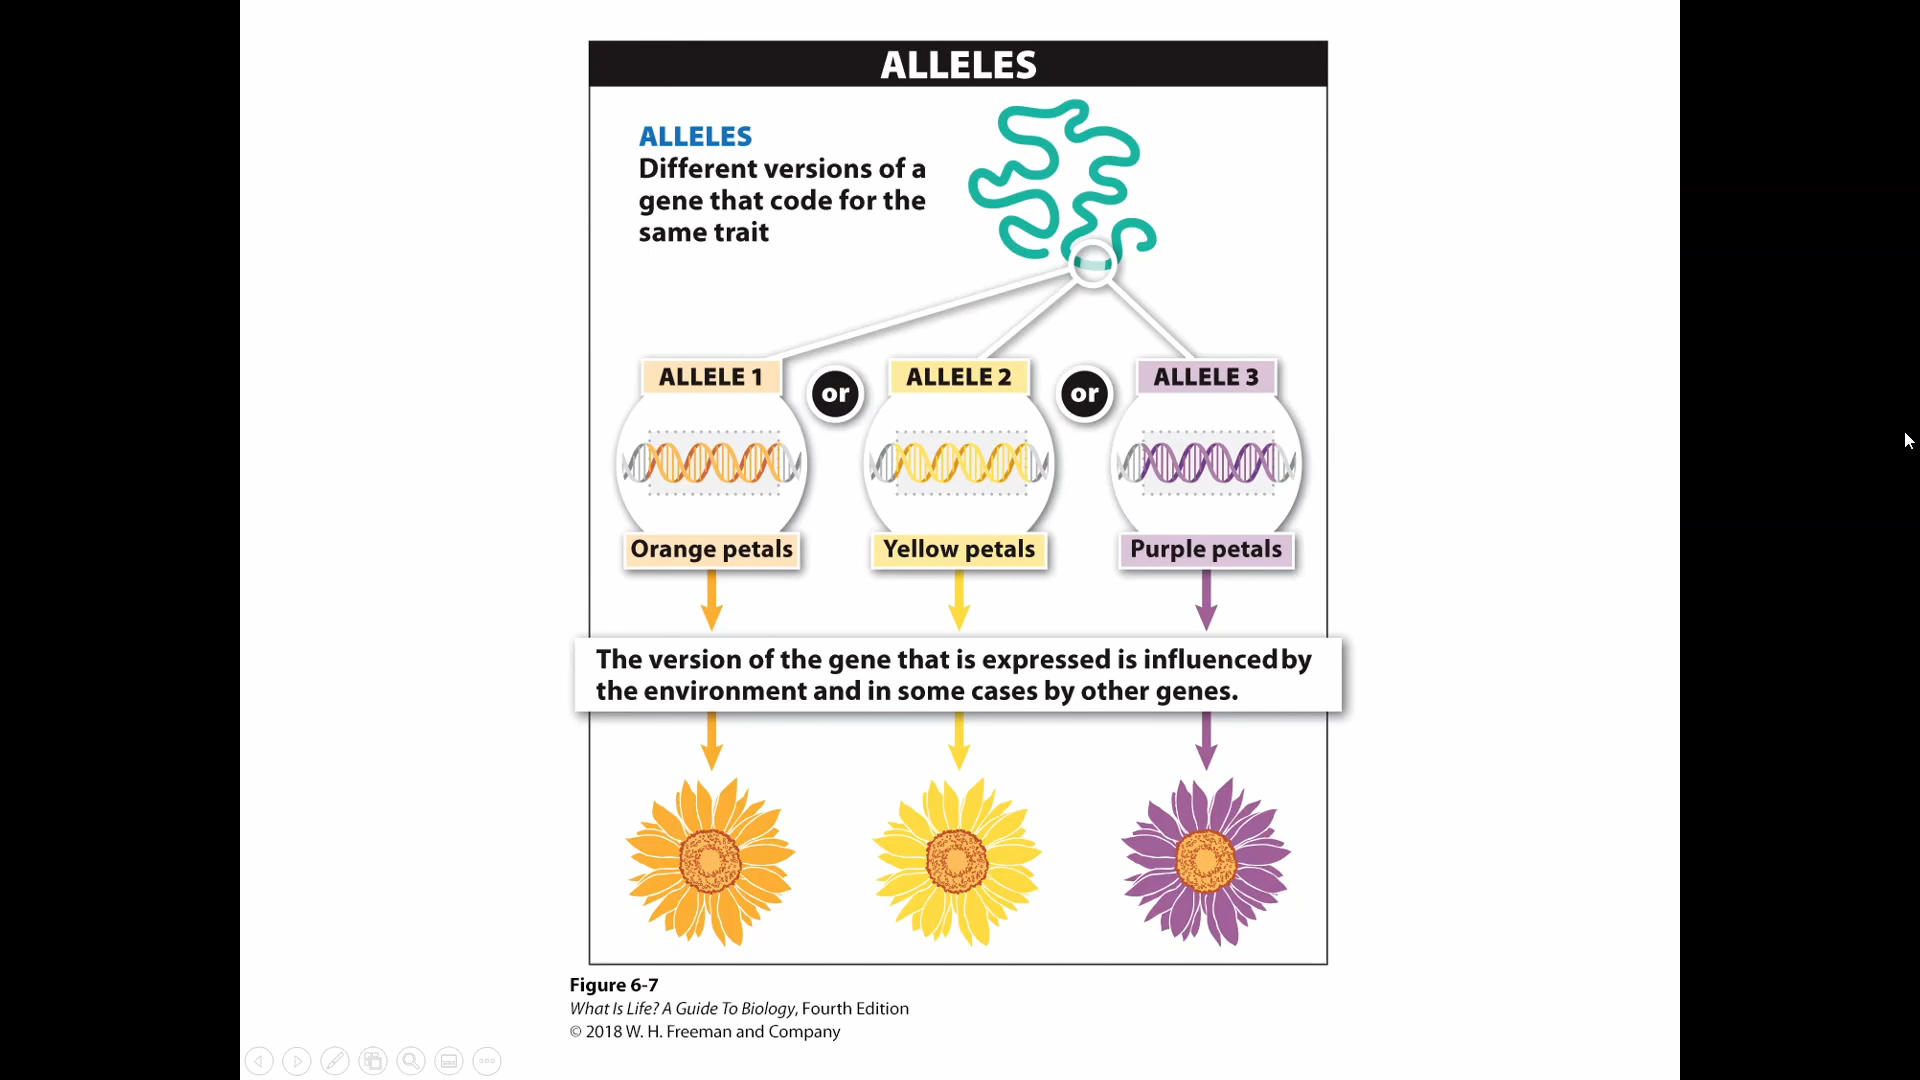 ALLELES
ALLELES
Different versions of a
gene that code for the
same trait
ALLELE 1
or
ALLELE 2
or
ALLELE 3
Orange petals
Yellow petals
Purple petals
The version of the gene that is expressed is influenced by
the environment and in some cases by other genes.
Figure 6-7
What Is Life? A Guide To Biology, Fourth Edition
© 2018 W. H. Freeman and Company